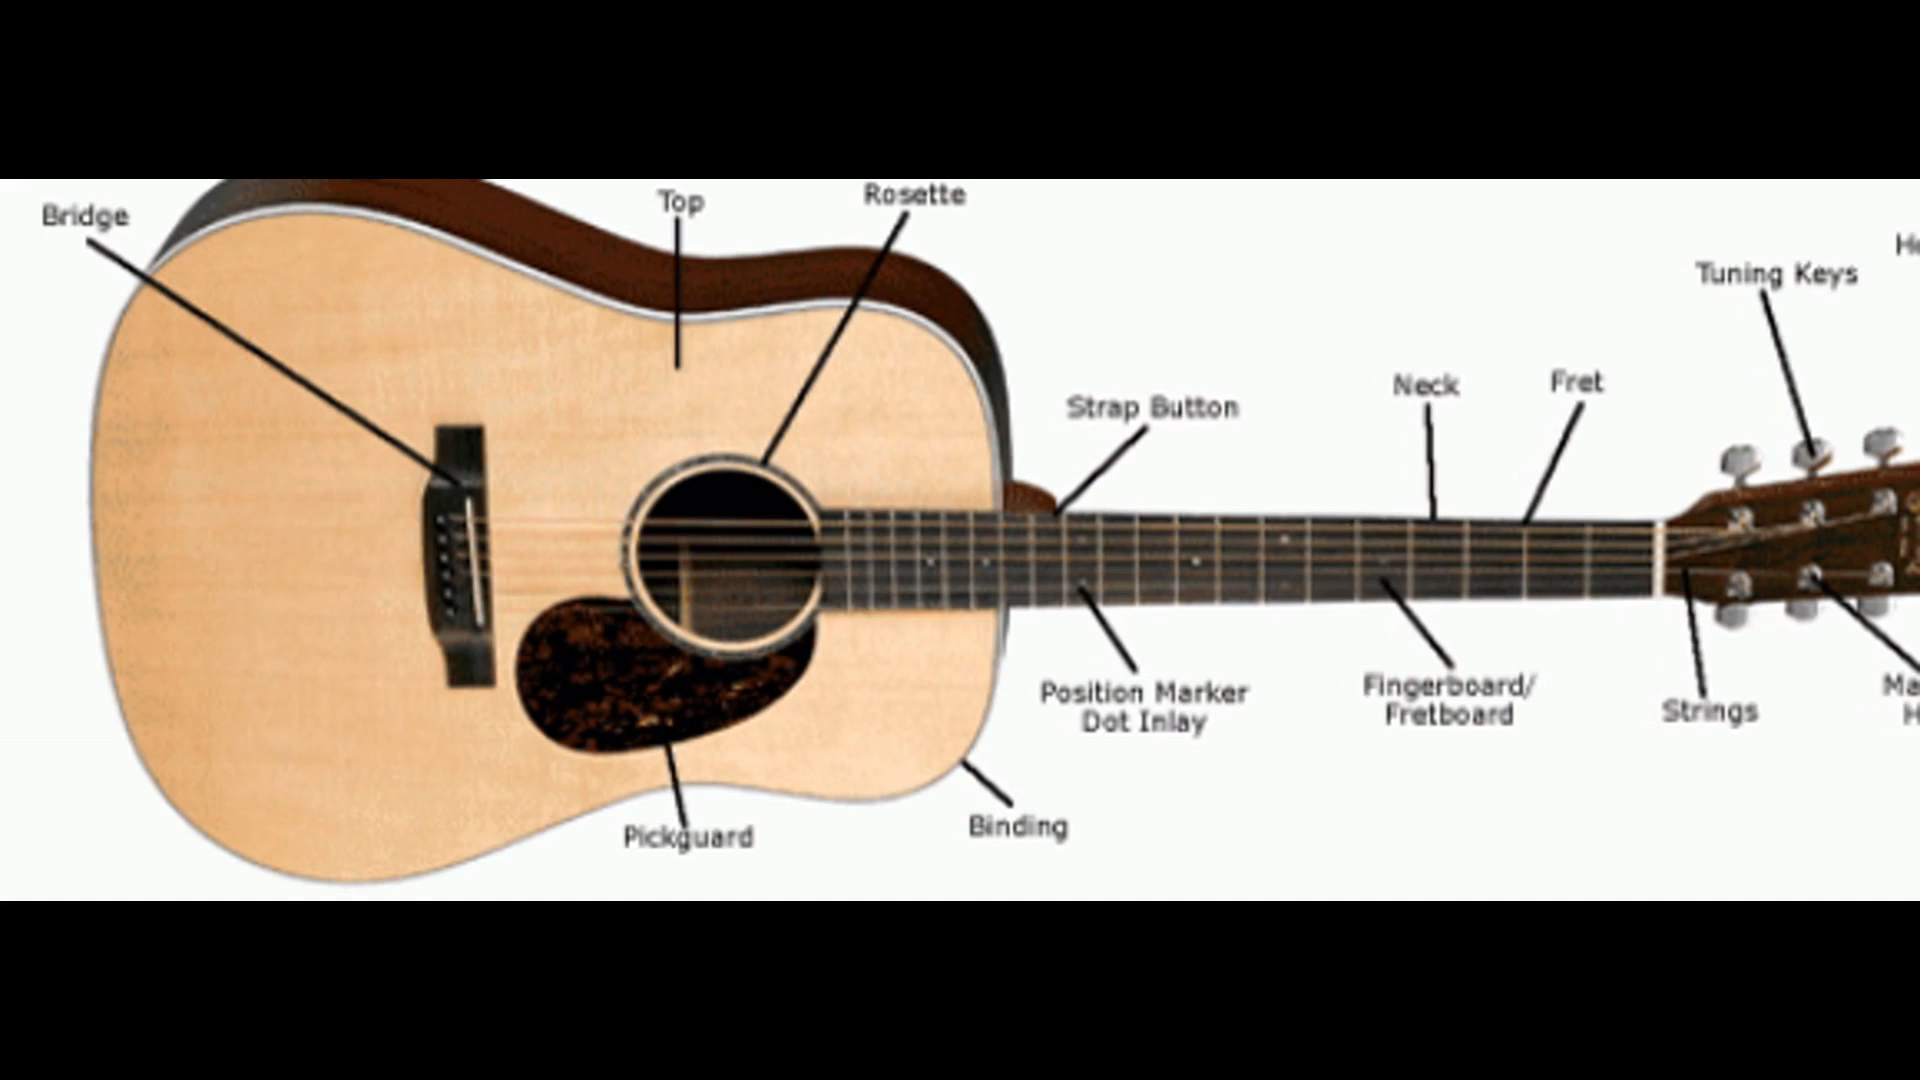 Bridge
Top
Rosette
Tuning Keys
Strap Button
Neck
Fret
Position Marker
Dot Inlay
Fingerboard/
Fretboard
Strings
Pickguard
Binding